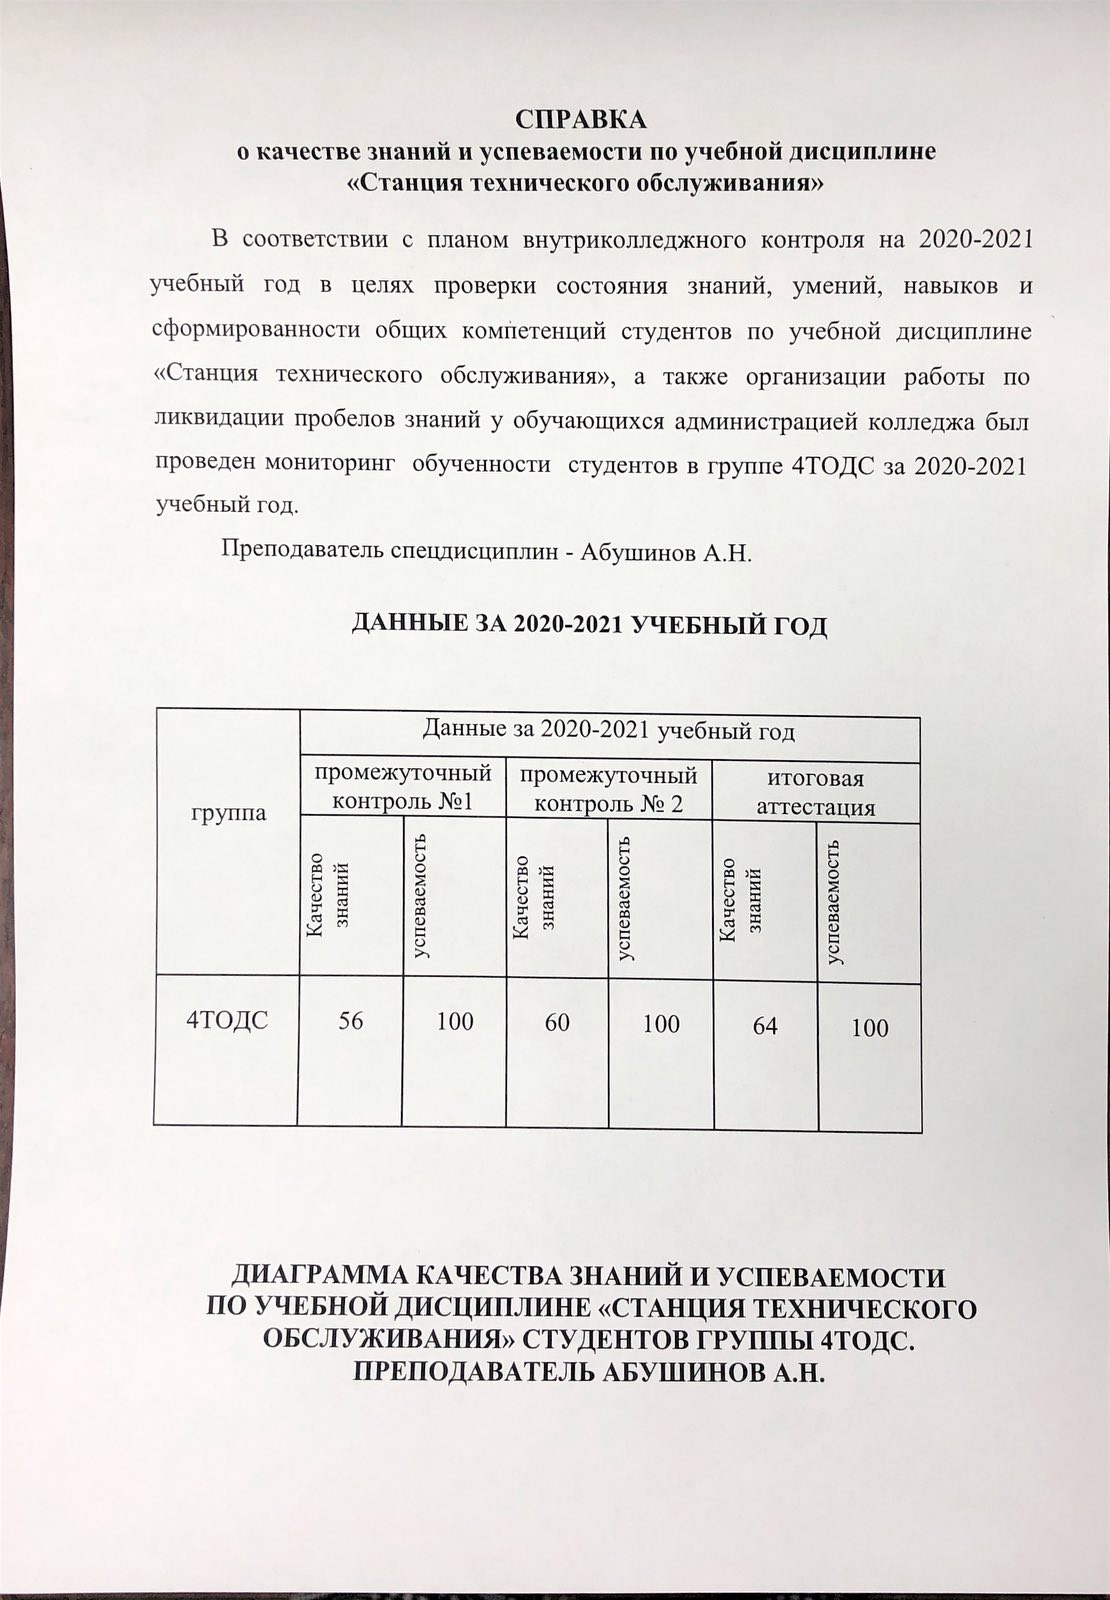 СПРАВКА
о качестве знаний и успеваемости по учебной дисциплине
«Станция технического обслуживания»
В соответствии с планом внутриколледжного контроля на 2020-2021
учебный год в целях проверки состояния знаний, умений, навыков и
сформированности общих компетенций студентов по учебной дисциплине
«Станция технического обслуживания», а также организации работы по
ликвидации пробелов знаний у обучающихся администрацией колледжа был
проведен мониторинг обученности студентов в группе 4ТОДС за 2020-2021
учебный год.
Преподаватель спецдисциплин - Абушинов А.Н.
ДАННЫЕ ЗА 2020-2021 УЧЕБНЫЙ ГОД
группа
Данные за 2020-2021 учебный год
промежуточный
контроль №1
промежуточный
контроль № 2
итоговая
аттестация
Качество
знаний
успеваемость
Качество
знаний
успеваемость
Качество
знаний
успеваемость
4ТОДС 56 100 60 100 64 100
ДИАГРАММА КАЧЕСТВА ЗНАНИЙ И УСПЕВАЕМОСТИ
ПО УЧЕБНОЙ ДИСЦИПЛИНЕ «СТАНЦИЯ ТЕХНИЧЕСКОГО
ОБСЛУЖИВАНИЯ» СТУДЕНТОВ ГРУППЫ 4ТОДС.
ПРЕПОДАВАТЕЛЬ АБУШИНОВ А.Н.